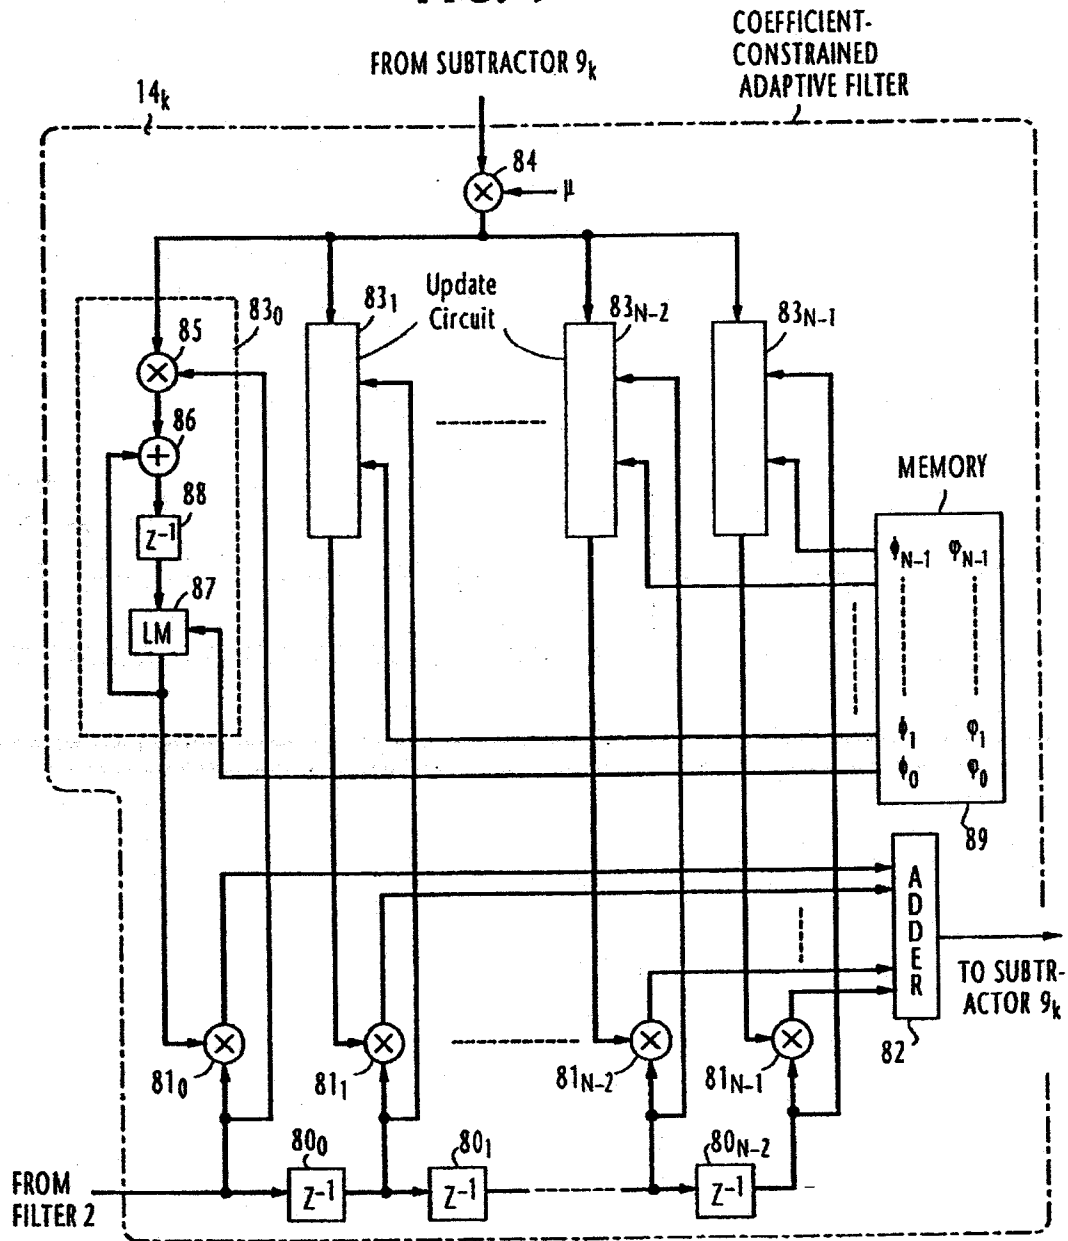 COEFFICIENT-
CONSTRAINED
ADAPTIVE FILTER
FROM SUBTRACTOR 9k
14k
84
μ
83₀
83₁
Update
Circuit
83N-2
83N-1
85
86
88
Z⁻¹
87
LM
MEMORY
ϕN-1 φN-1
ϕ₁ φ₁
ϕ₀ φ₀
89
ADDER
TO SUBTR-
ACTOR 9k
82
81₀
81₁
81N-2
81N-1
80₀
80₁
80N-2
Z⁻¹
Z⁻¹
Z⁻¹
FROM
FILTER 2